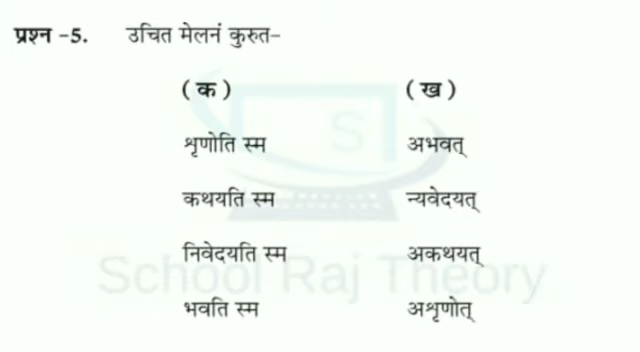 प्रश्न -5. उचित मेलनं कुरुत-
(क) (ख)
शृणोति स्म अभवत्
कथयति स्म न्यवेदयत्
निवेदयति स्म अकथयत्
School Raj Theory
भवति स्म अशृणोत्